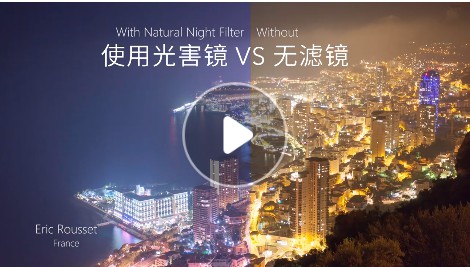 With Natural Night Filter Without
使用光害镜 VS 无滤镜
Eric Rousset
France